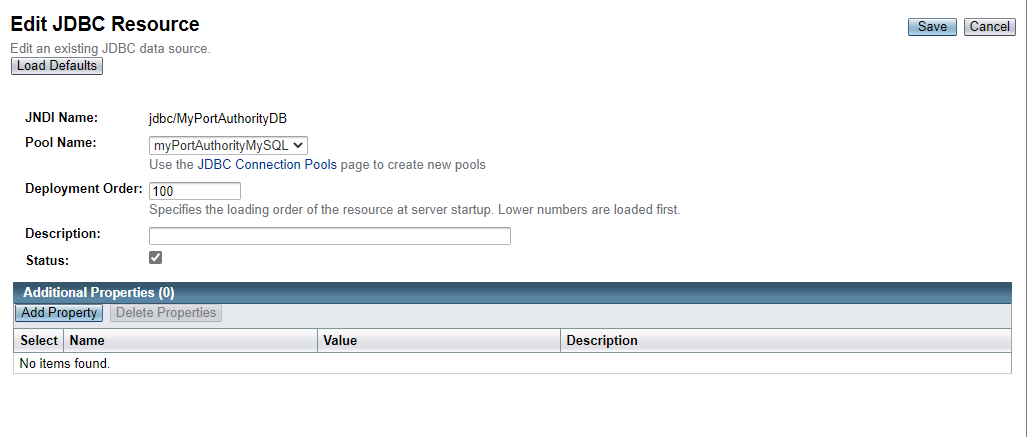 Edit JDBC Resource
Save Cancel
Edit an existing JDBC data source.
Load Defaults
JNDI Name: jdbc/MyPortAuthorityDB
Pool Name: myPortAuthorityMySQL
Use the JDBC Connection Pools page to create new pools
Deployment Order: 100
Specifies the loading order of the resource at server startup. Lower numbers are loaded first.
Description:
Status:
Additional Properties (0)
Add Property Delete Properties
Select Name Value Description
No items found.